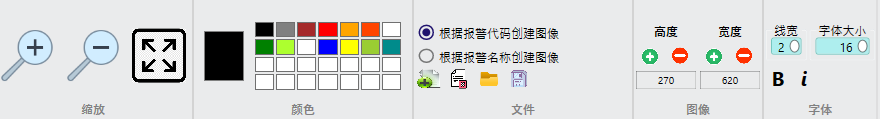 缩放
颜色
根据报警代码创建图像
根据报警名称创建图像
文件
高度 宽度
270 620
图像
线宽 字体大小
2 16
B i
字体